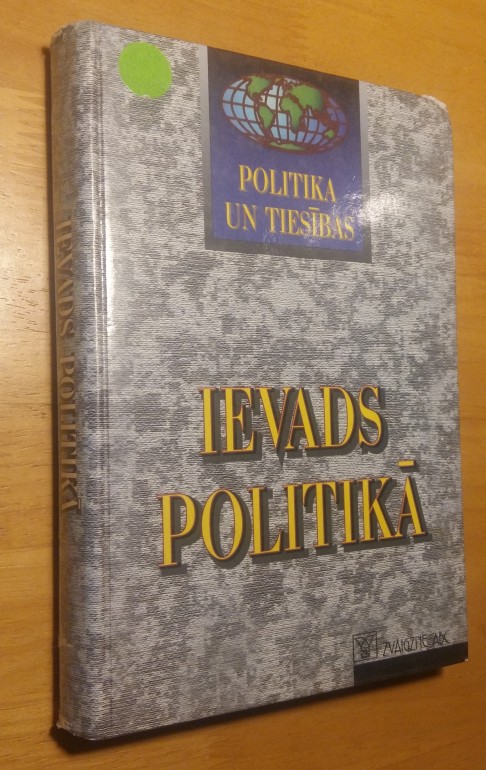 POLITIKA
UN TIESĪBAS
IEVADS
POLITIKĀ
ZVAIGZNE ABC
IEVADS POLITIKĀ